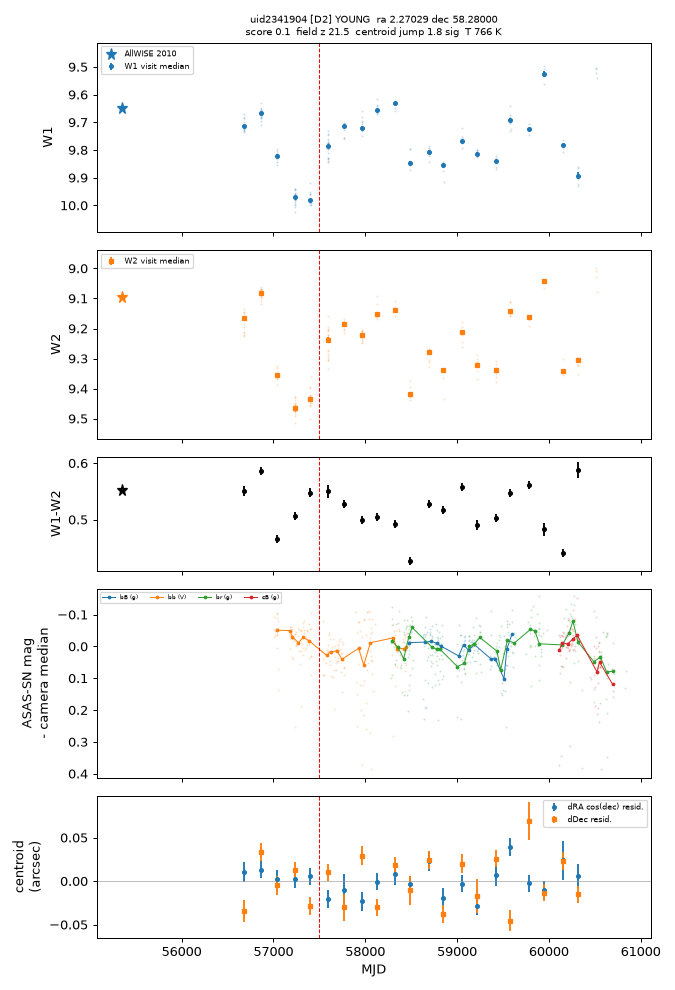 uid2341904 [D2] YOUNG ra 2.27029 dec 58.28000
score 0.1 field z 21.5 centroid jump 1.8 sig T 766 K
AllWISE 2010
W1 visit median
W1
9.5
9.6
9.7
9.8
9.9
10.0
W2 visit median
W2
9.0
9.1
9.2
9.3
9.4
9.5
W1-W2
0.6
0.5
bB (g)
bb (V)
br (g)
cB (g)
ASAS-SN mag
- camera median
−0.1
0.0
0.1
0.2
0.3
0.4
dRA cos(dec) resid.
dDec resid.
centroid
(arcsec)
0.05
0.00
−0.05
56000
57000
58000
59000
60000
61000
MJD